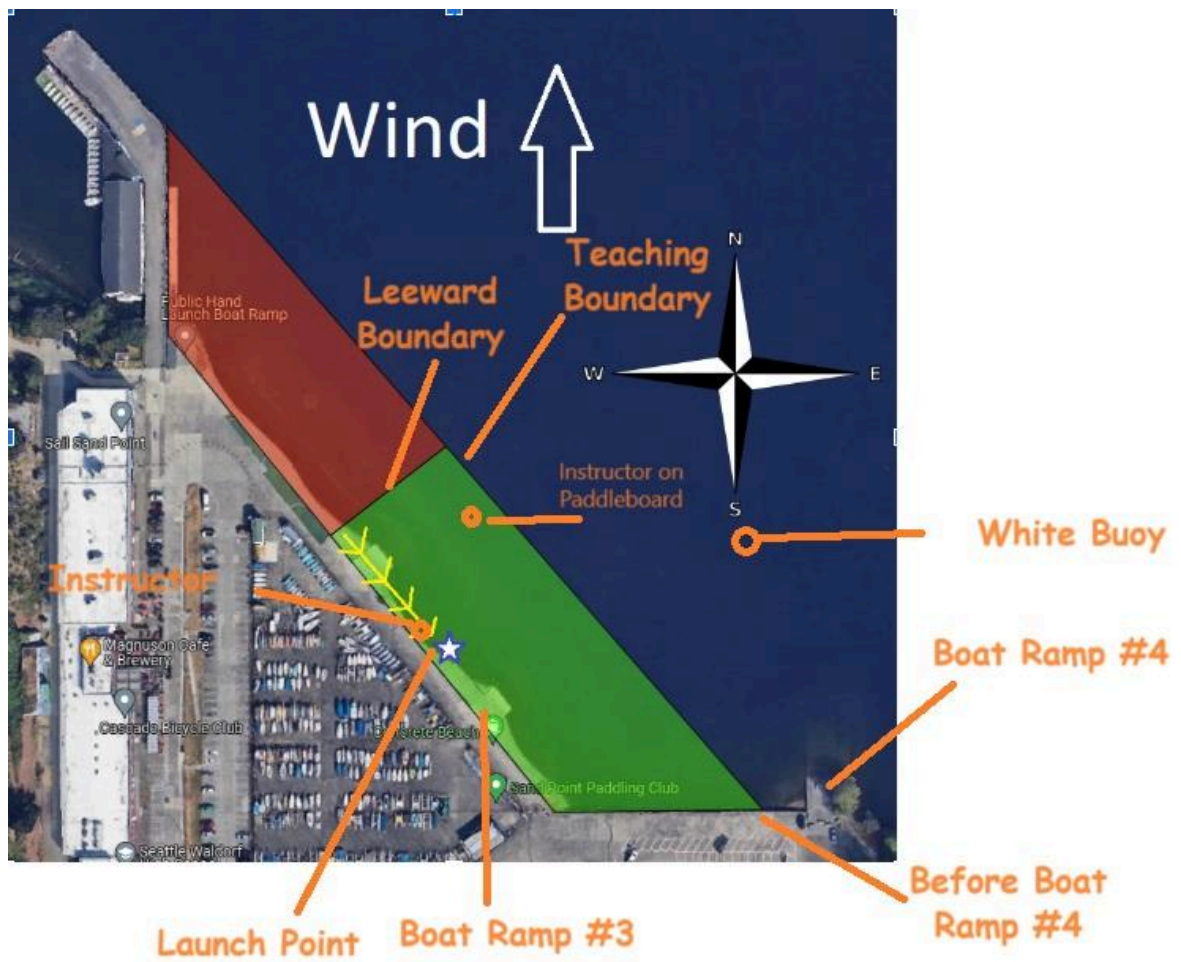 Wind
N
Teaching
Boundary
Leeward
Boundary
Public Hand
Launch Boat Ramp
W
E
Sail Sand Point
Instructor on
Paddleboard
S
White Buoy
Instructor
Magnuson Cafe
& Brewery
Boat Ramp #4
Cascade Bicycle Club
Concrete Beach
Sand Point Paddling Club
Seattle Waldorf
Before Boat
Ramp #4
Launch Point
Boat Ramp #3